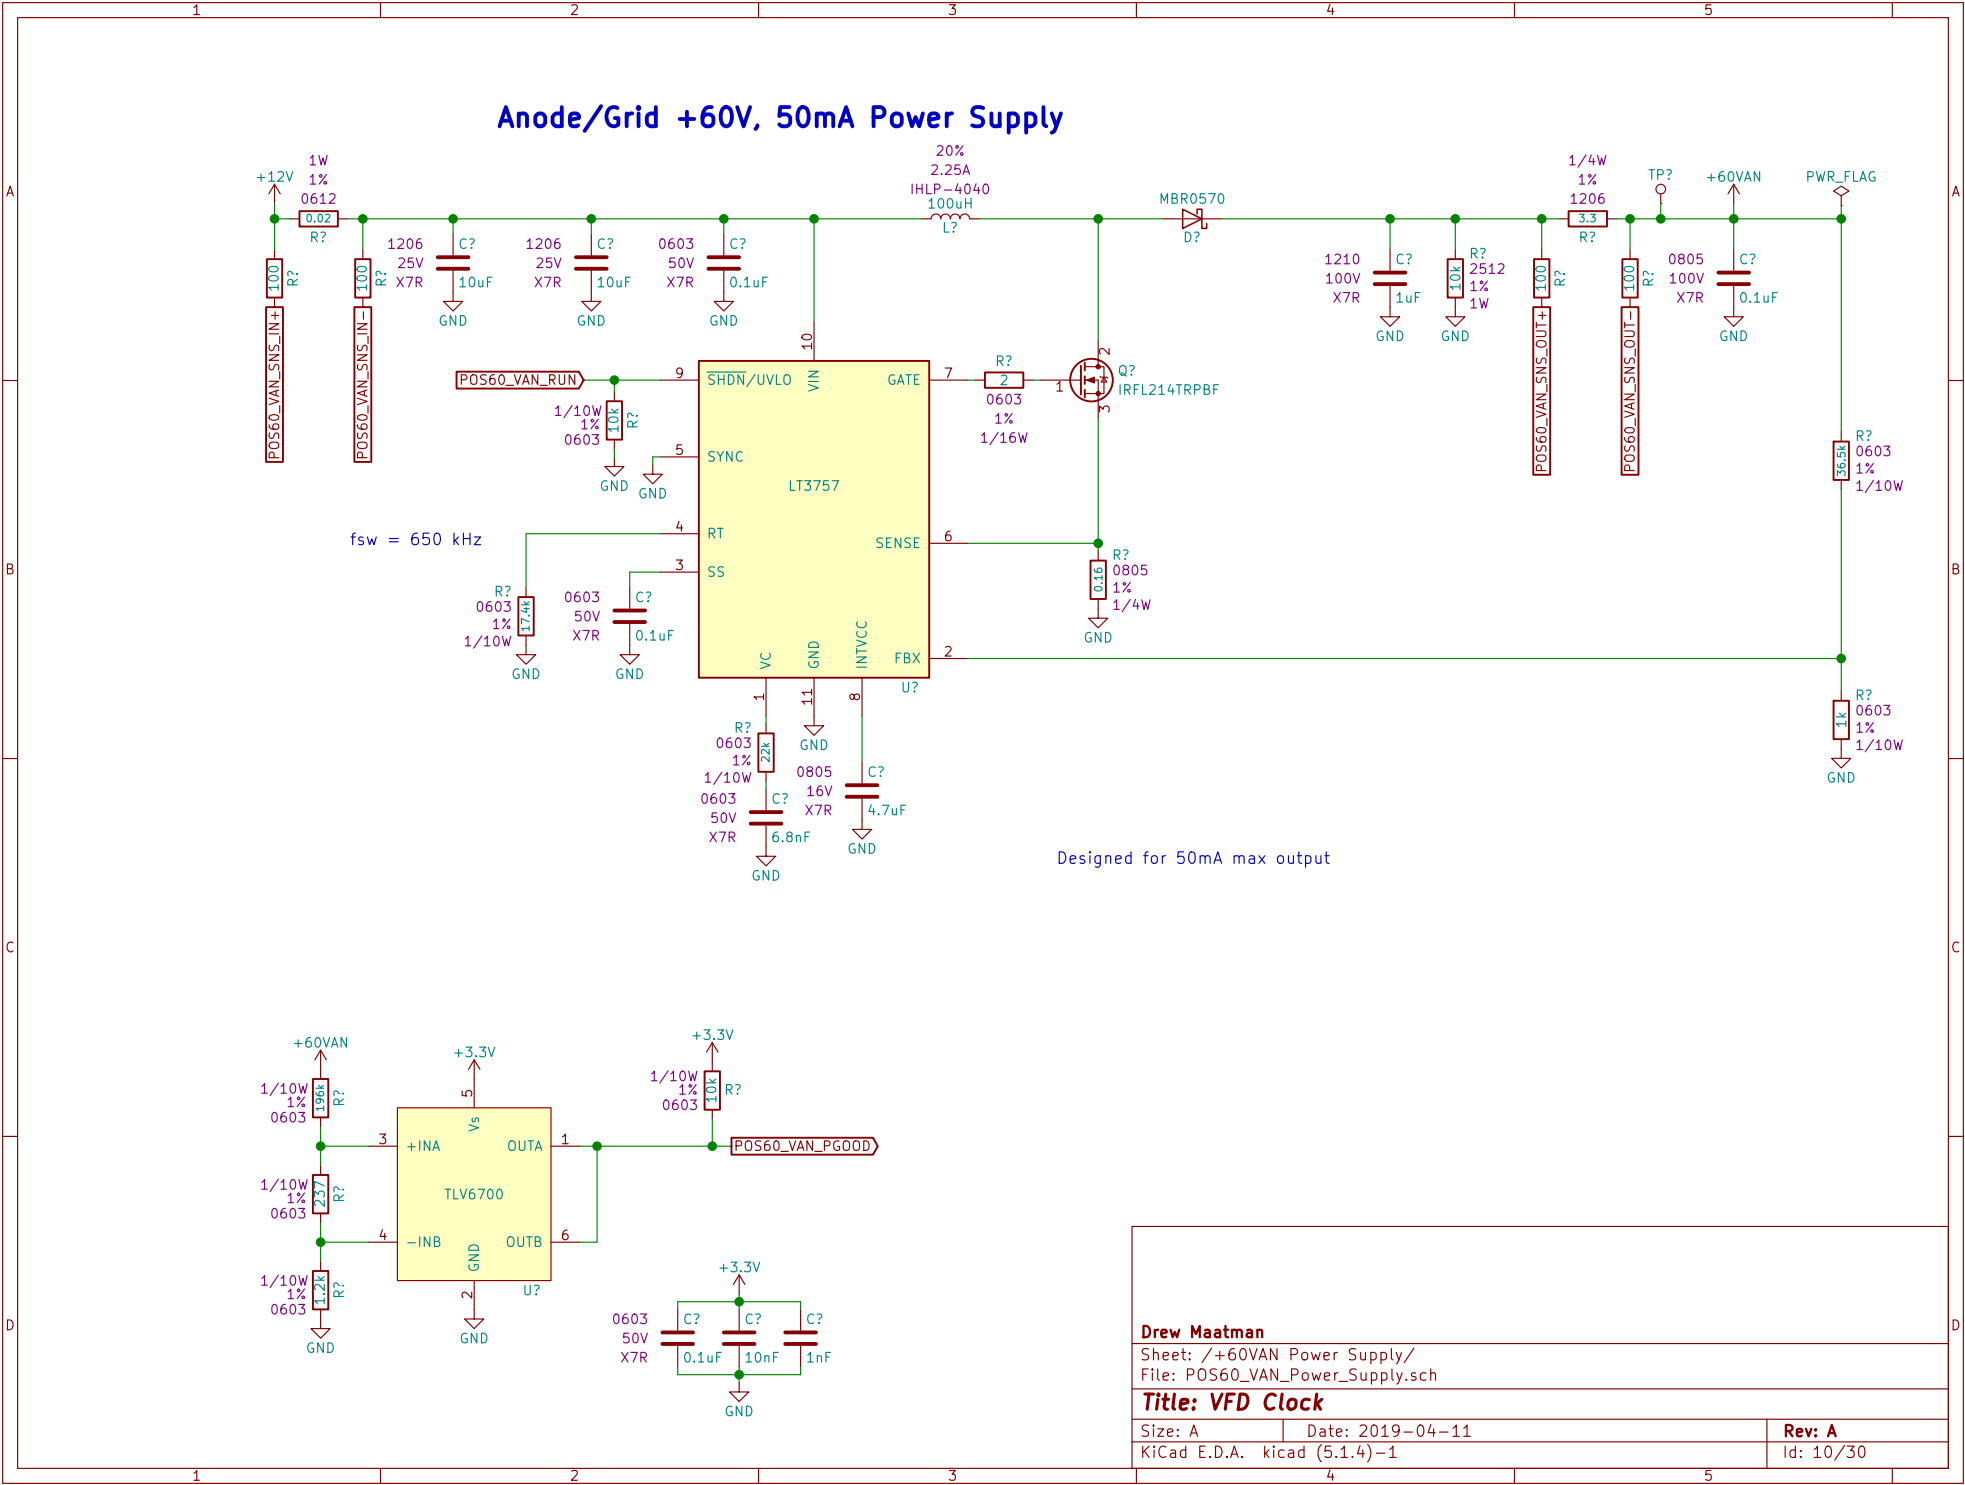 1 2 3 4 5
A
B
C
D
A
B
C
D
Anode/Grid +60V, 50mA Power Supply
+12V
1W
1%
0612
0.02
R?
100
R?
POS60_VAN_SNS_IN+
100
R?
POS60_VAN_SNS_IN-
1206
25V
X7R
C?
10uF
GND
1206
25V
X7R
C?
10uF
GND
0603
50V
X7R
C?
0.1uF
GND
20%
2.25A
IHLP-4040
100uH
L?
MBR0570
D?
1210
100V
X7R
C?
1uF
GND
10k
R?
2512
1%
1W
GND
1/4W
1%
1206
3.3
R?
100
R?
POS60_VAN_SNS_OUT+
100
R?
POS60_VAN_SNS_OUT-
TP?
+60VAN
PWR_FLAG
0805
100V
X7R
C?
0.1uF
GND
36.5k
R?
0603
1%
1/10W
1k
R?
0603
1%
1/10W
GND
POS60_VAN_RUN
1/10W
1%
0603
10k
R?
GND
GND
9 SHDN/UVLO
5 SYNC
4 RT
3 SS
10 VIN
LT3757
GATE 7
SENSE 6
FBX 2
VC 1
GND 11
INTVCC 8
U?
R?
2
0603
1%
1/16W
1
2
3
Q?
IRFL214TRPBF
0.16
R?
0805
1%
1/4W
GND
fsw = 650 kHz
R?
0603
1%
1/10W
17.4k
GND
0603
50V
X7R
C?
0.1uF
GND
R?
0603
1%
1/10W
22k
0603
50V
X7R
C?
6.8nF
GND
GND
0805
16V
X7R
C?
4.7uF
GND
Designed for 50mA max output
+60VAN
1/10W
1%
0603
196k
R?
1/10W
1%
0603
237
R?
1/10W
1%
0603
1.2k
R?
GND
+3.3V
5
Vs
3 +INA
4 -INB
TLV6700
OUTA 1
OUTB 6
GND
2
U?
GND
+3.3V
1/10W
1%
0603
10k
R?
POS60_VAN_PGOOD
+3.3V
0603
50V
X7R
C?
0.1uF
C?
10nF
C?
1nF
GND
Drew Maatman
Sheet: /+60VAN Power Supply/
File: POS60_VAN_Power_Supply.sch
Title: VFD Clock
Size: A Date: 2019-04-11 Rev: A
KiCad E.D.A. kicad (5.1.4)-1 Id: 10/30
1 2 3 4 5